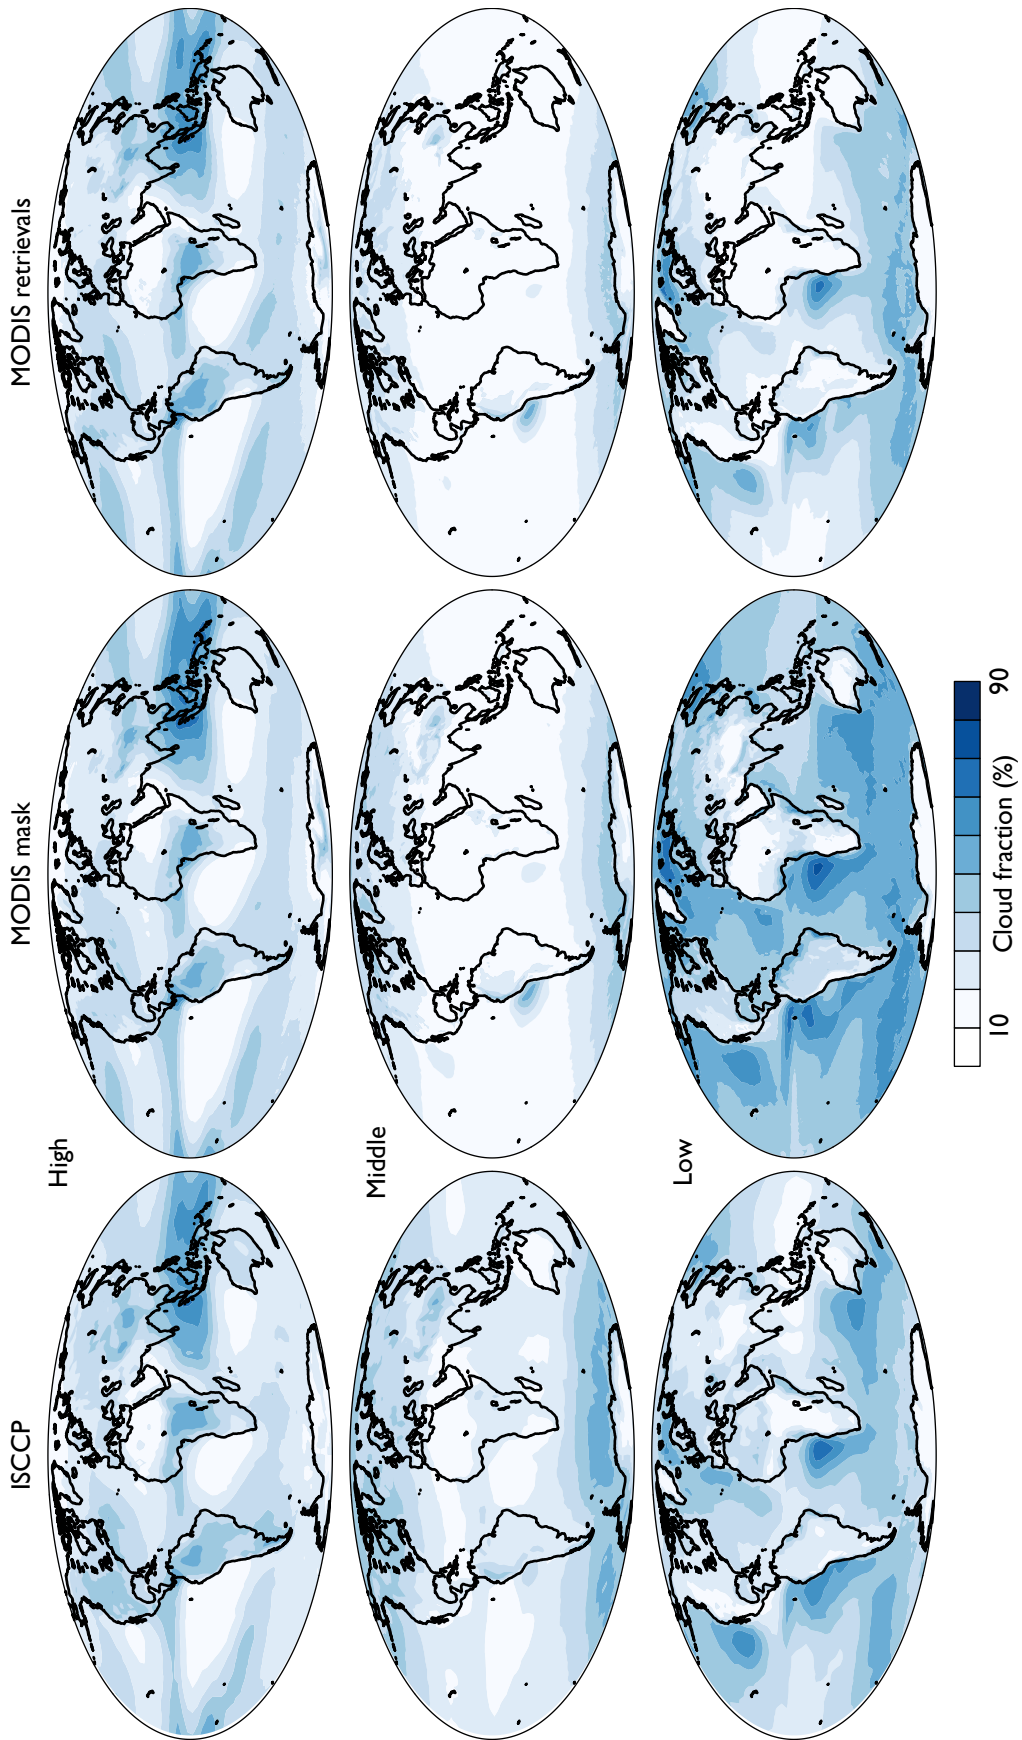 ISCCP
MODIS mask
MODIS retrievals
High
Middle
Low
10
90
Cloud fraction (%)